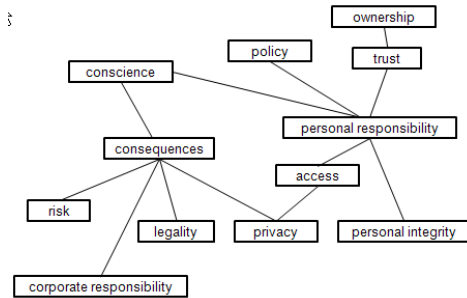 ownership
policy
trust
conscience
personal responsibility
consequences
access
risk
legality
privacy
personal integrity
corporate responsibility